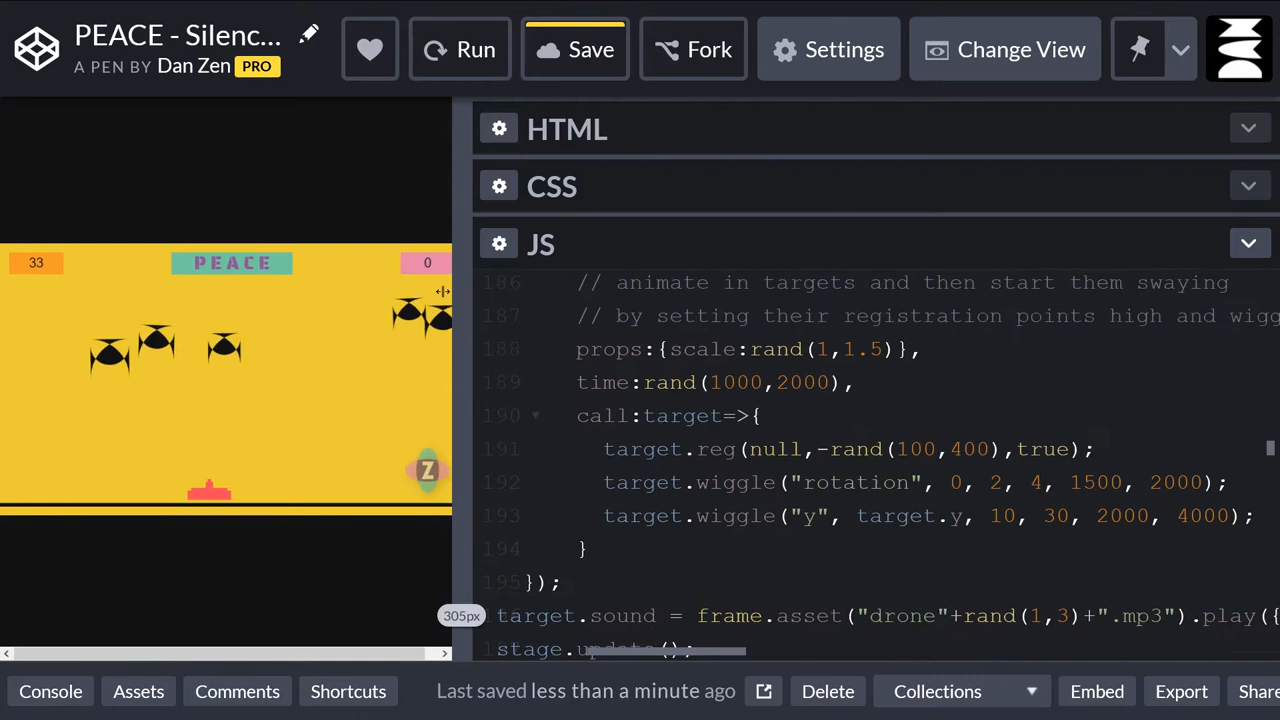 PEACE - Silenc...
A PEN BY Dan Zen PRO
Run
Save
Fork
Settings
Change View
HTML
CSS
JS
33
PEACE
0
Z
186 // animate in targets and then start them swaying
187 // by setting their registration points high and wigg
188 props:{scale:rand(1,1.5)},
189 time:rand(1000,2000),
190 call:target=>{
191 target.reg(null,-rand(100,400),true);
192 target.wiggle("rotation", 0, 2, 4, 1500, 2000);
193 target.wiggle("y", target.y, 10, 30, 2000, 4000);
194 }
195 });
305px
target.sound = frame.asset("drone"+rand(1,3)+".mp3").play({
stage.update();
Console
Assets
Comments
Shortcuts
Last saved less than a minute ago
Delete
Collections
Embed
Export
Share